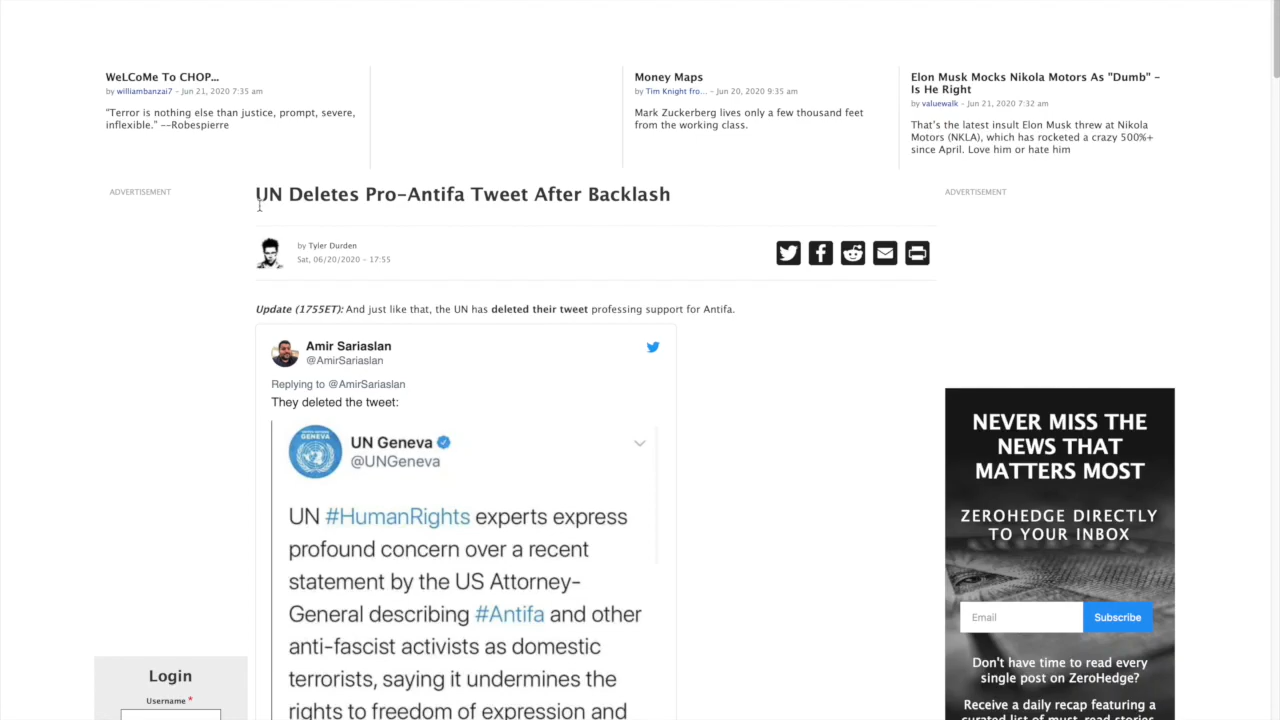 WeLCoMe To CHOP...
by williambanzai7 - Jun 21, 2020 7:35 am
"Terror is nothing else than justice, prompt, severe,
inflexible." --Robespierre
Money Maps
by Tim Knight fro... - Jun 20, 2020 9:35 am
Mark Zuckerberg lives only a few thousand feet
from the working class.
Elon Musk Mocks Nikola Motors As "Dumb" –
Is He Right
by valuewalk - Jun 21, 2020 7:32 am
That's the latest insult Elon Musk threw at Nikola
Motors (NKLA), which has rocketed a crazy 500%+
since April. Love him or hate him
ADVERTISEMENT
UN Deletes Pro-Antifa Tweet After Backlash
by Tyler Durden
Sat, 06/20/2020 - 17:55
Update (1755ET): And just like that, the UN has deleted their tweet professing support for Antifa.
Amir Sariaslan
@AmirSariaslan
Replying to @AmirSariaslan
They deleted the tweet:
GENEVA
UN Geneva
@UNGeneva
UN #HumanRights experts express
profound concern over a recent
statement by the US Attorney-
General describing #Antifa and other
anti-fascist activists as domestic
terrorists, saying it undermines the
rights to freedom of expression and
Login
Username *
ADVERTISEMENT
NEVER MISS THE
NEWS THAT
MATTERS MOST
ZEROHEDGE DIRECTLY
TO YOUR INBOX
Email
Subscribe
Don't have time to read every
single post on ZeroHedge?
Receive a daily recap featuring a
curated list of must-read stories.